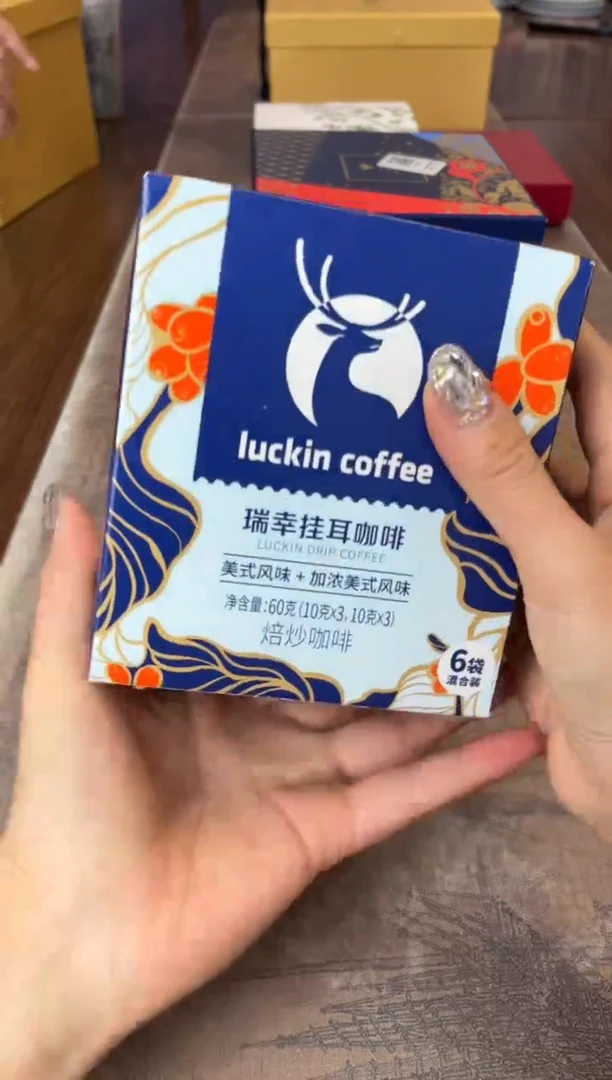 luckin coffee
瑞幸挂耳咖啡
LUCKIN DRIP COFFEE
美式风味 + 加浓美式风味
净含量:60克(10克x3, 10克x3)
焙炒咖啡
6袋
混合装